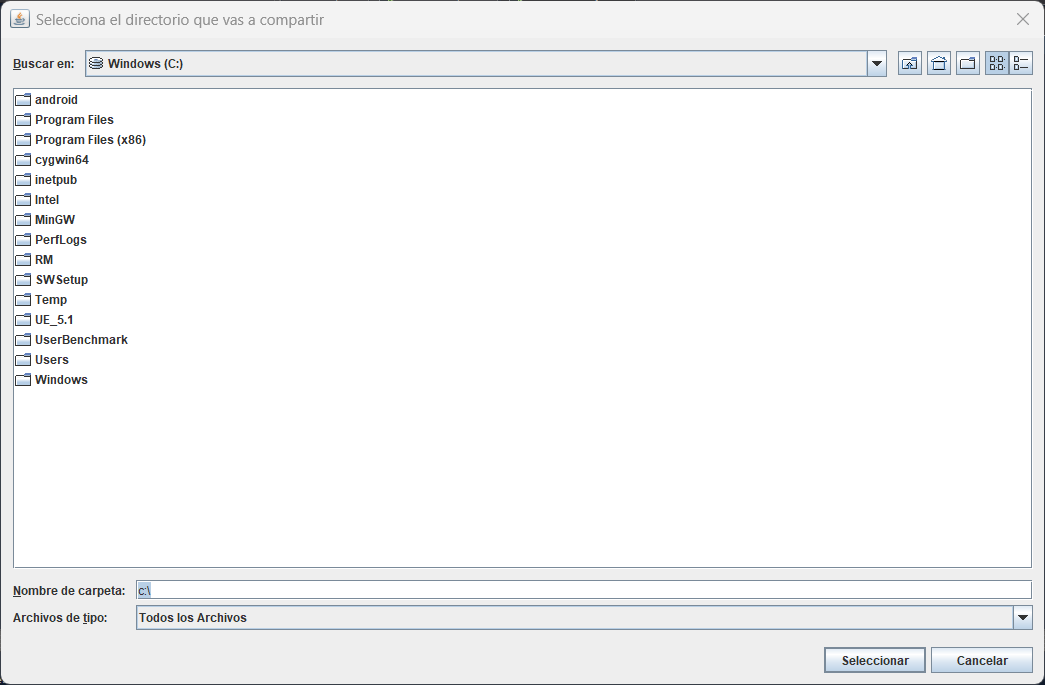 Selecciona el directorio que vas a compartir
Buscar en: Windows (C:)
android
Program Files
Program Files (x86)
cygwin64
inetpub
Intel
MinGW
PerfLogs
RM
SWSetup
Temp
UE_5.1
UserBenchmark
Users
Windows
Nombre de carpeta: c:\
Archivos de tipo: Todos los Archivos
Seleccionar Cancelar